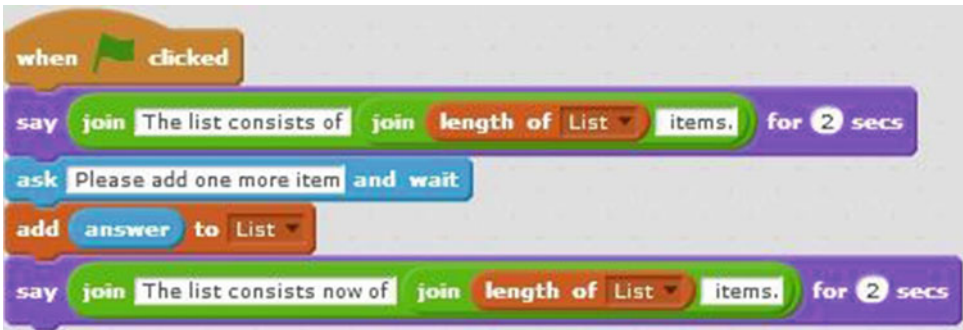 when clicked
say join The list consists of join length of List items. for 2 secs
ask Please add one more item and wait
add answer to List
say join The list consists now of join length of List items. for 2 secs